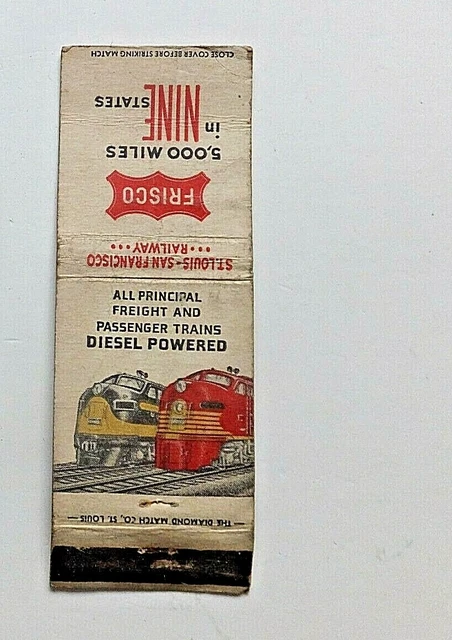 CLOSE COVER BEFORE STRIKING MATCH
5,000 MILES
in NINE STATES
FRISCO
ST. LOUIS-SAN FRANCISCO
••• RAILWAY •••
ALL PRINCIPAL
FREIGHT AND
PASSENGER TRAINS
DIESEL POWERED
— THE DIAMOND MATCH CO., ST. LOUIS —